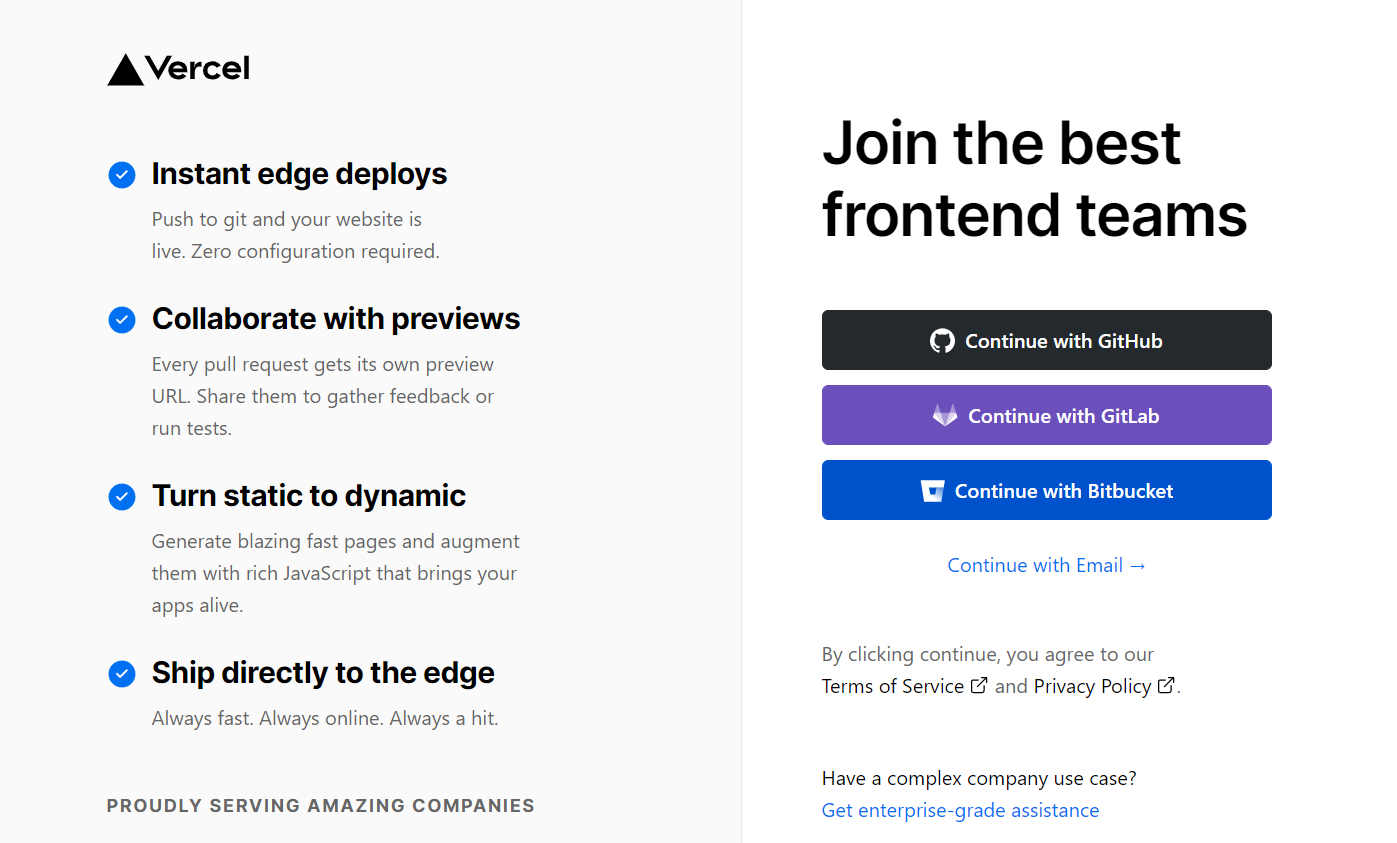 Vercel
Instant edge deploys
Push to git and your website is
live. Zero configuration required.
Collaborate with previews
Every pull request gets its own preview
URL. Share them to gather feedback or
run tests.
Turn static to dynamic
Generate blazing fast pages and augment
them with rich JavaScript that brings your
apps alive.
Ship directly to the edge
Always fast. Always online. Always a hit.
PROUDLY SERVING AMAZING COMPANIES
Join the best
frontend teams
Continue with GitHub
Continue with GitLab
Continue with Bitbucket
Continue with Email →
By clicking continue, you agree to our
Terms of Service and Privacy Policy.
Have a complex company use case?
Get enterprise-grade assistance